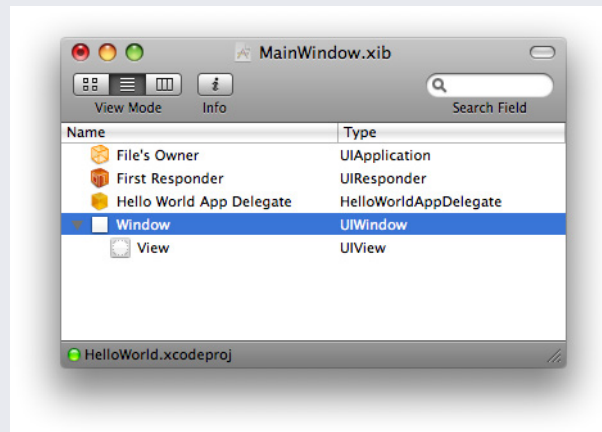 MainWindow.xib
View Mode Info Search Field
Name Type
File's Owner UIApplication
First Responder UIResponder
Hello World App Delegate HelloWorldAppDelegate
Window UIWindow
View UIView
HelloWorld.xcodeproj